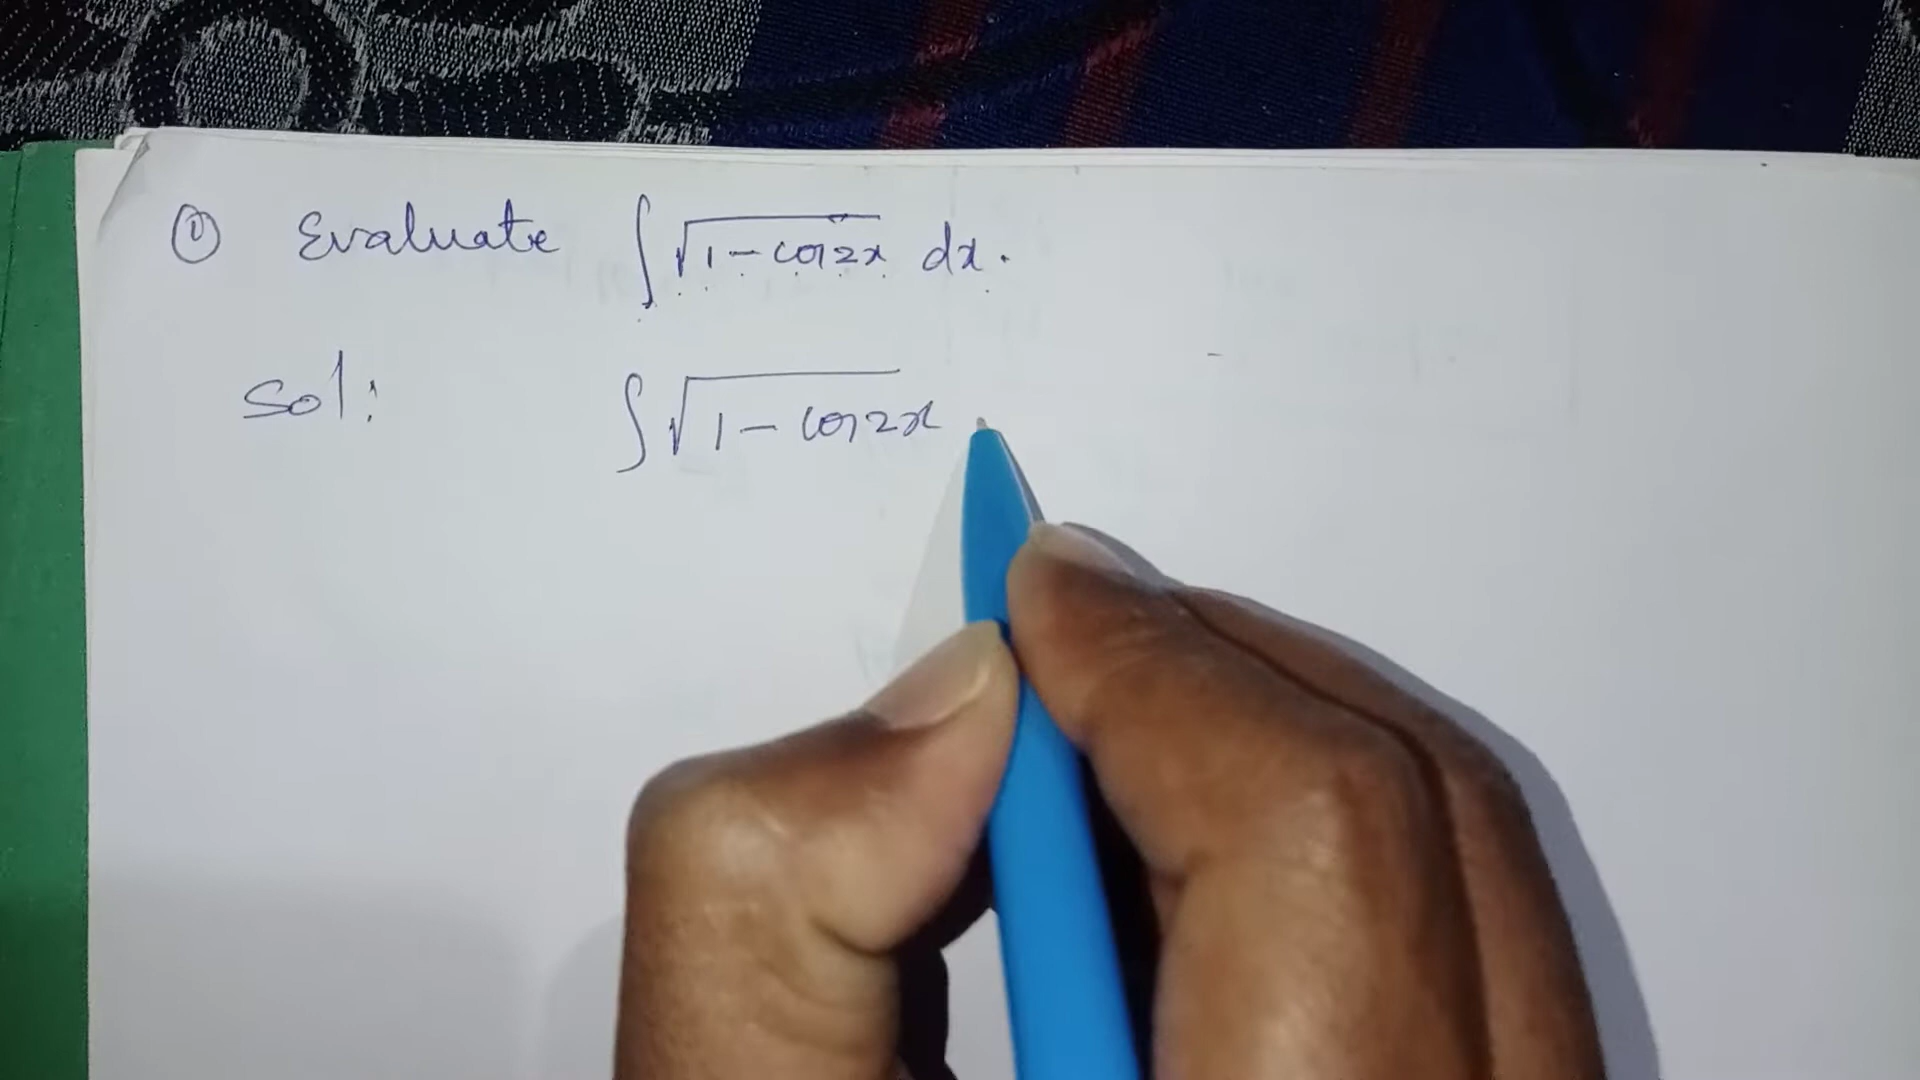 ① Evaluate ∫√1-cos2x dx.
Sol: ∫√1-cos2x